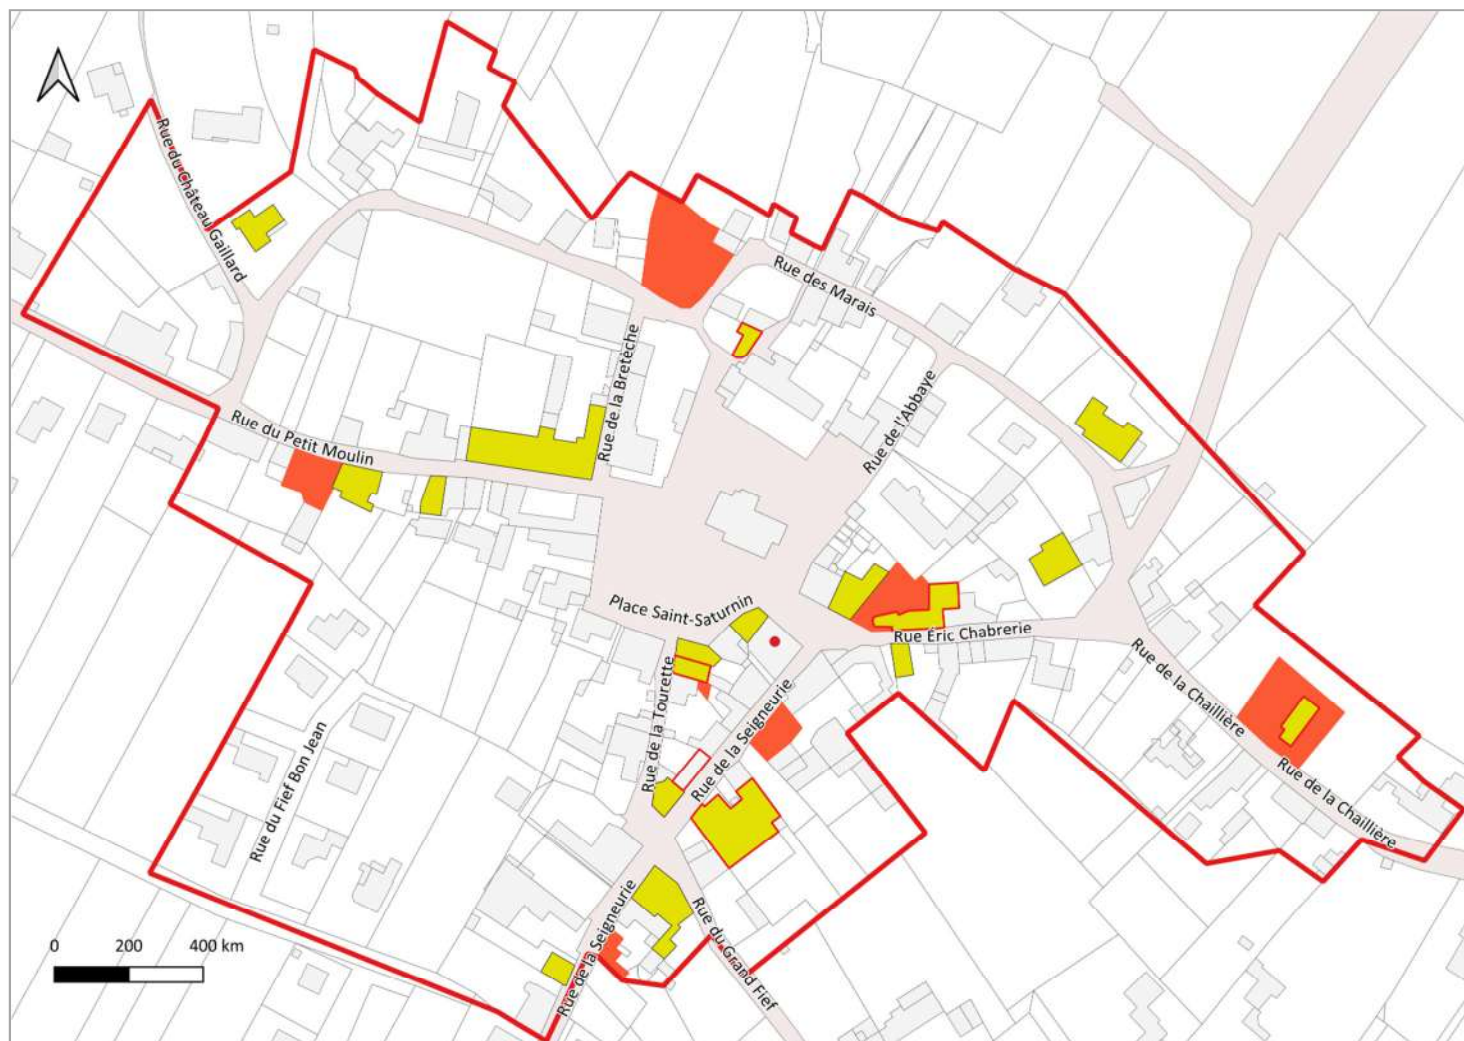 Rue du Château Gaillard
Rue des Marais
Rue de la Bretèche
Rue de l'Abbaye
Rue du Petit Moulin
Place Saint-Saturnin
Rue Éric Chabrerie
Rue de la Chaillière
Rue de la Tourette
Rue de la Seigneurie
Rue du Fief Bon Jean
Rue de la Chaillière
Rue de la Seigneurie
Rue du Grand Fief
0 200 400 km